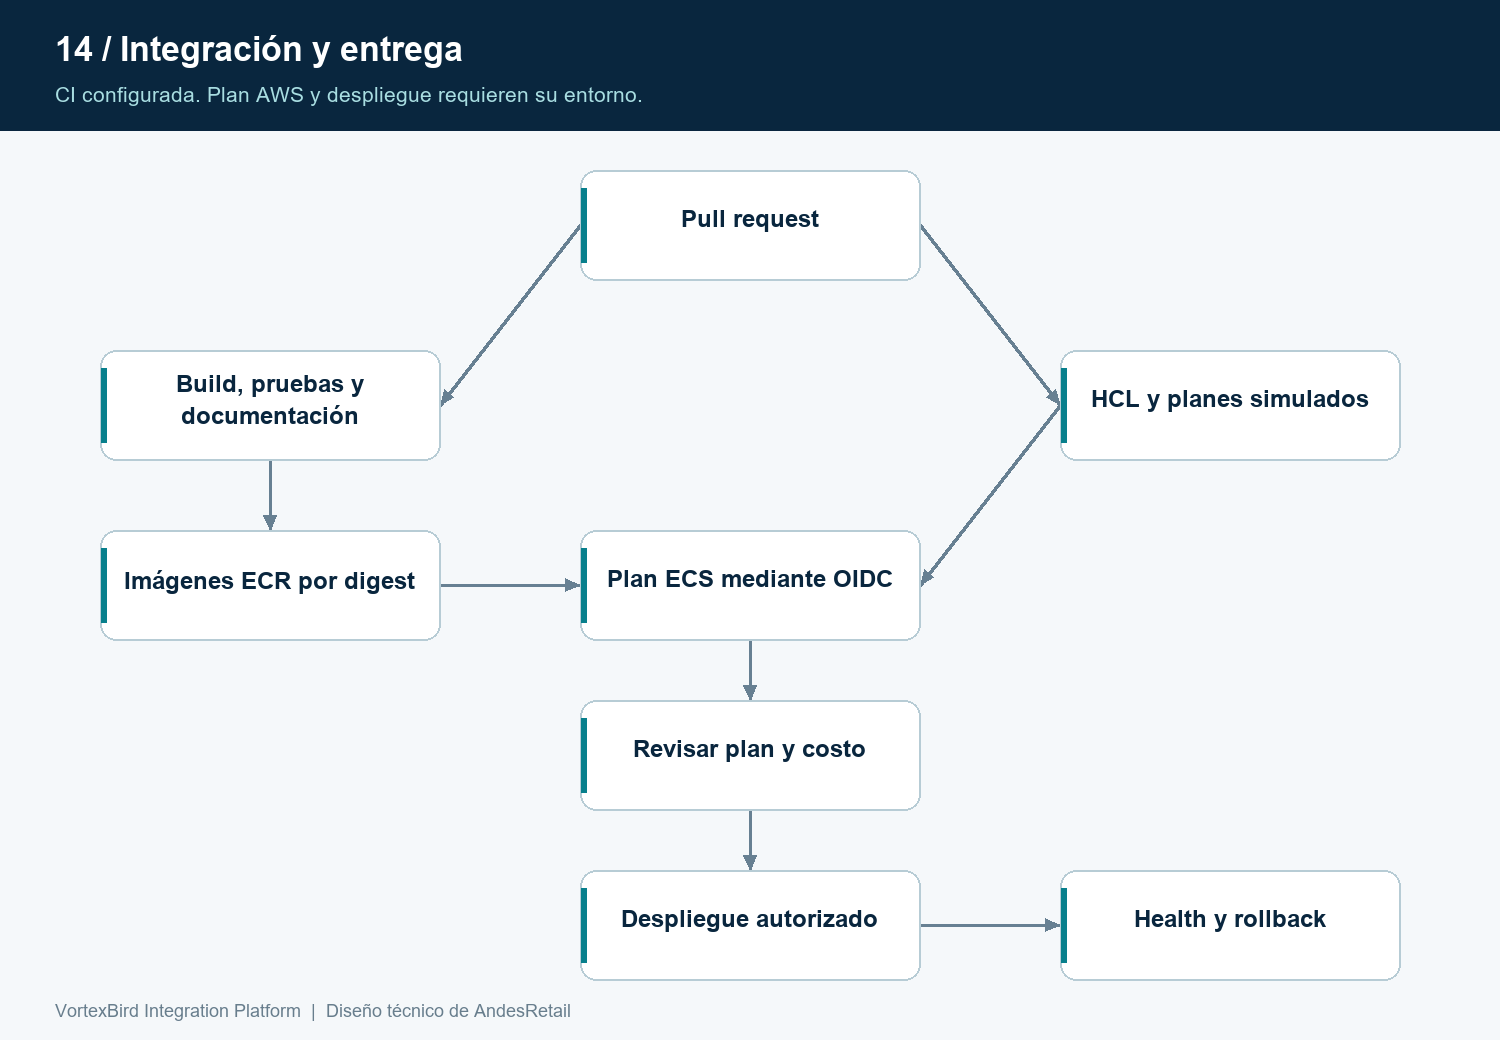 14 / Integración y entrega
CI configurada. Plan AWS y despliegue requieren su entorno.
Pull request
Build, pruebas y
documentación
HCL y planes simulados
Imágenes ECR por digest
Plan ECS mediante OIDC
Revisar plan y costo
Despliegue autorizado
Health y rollback
VortexBird Integration Platform | Diseño técnico de AndesRetail